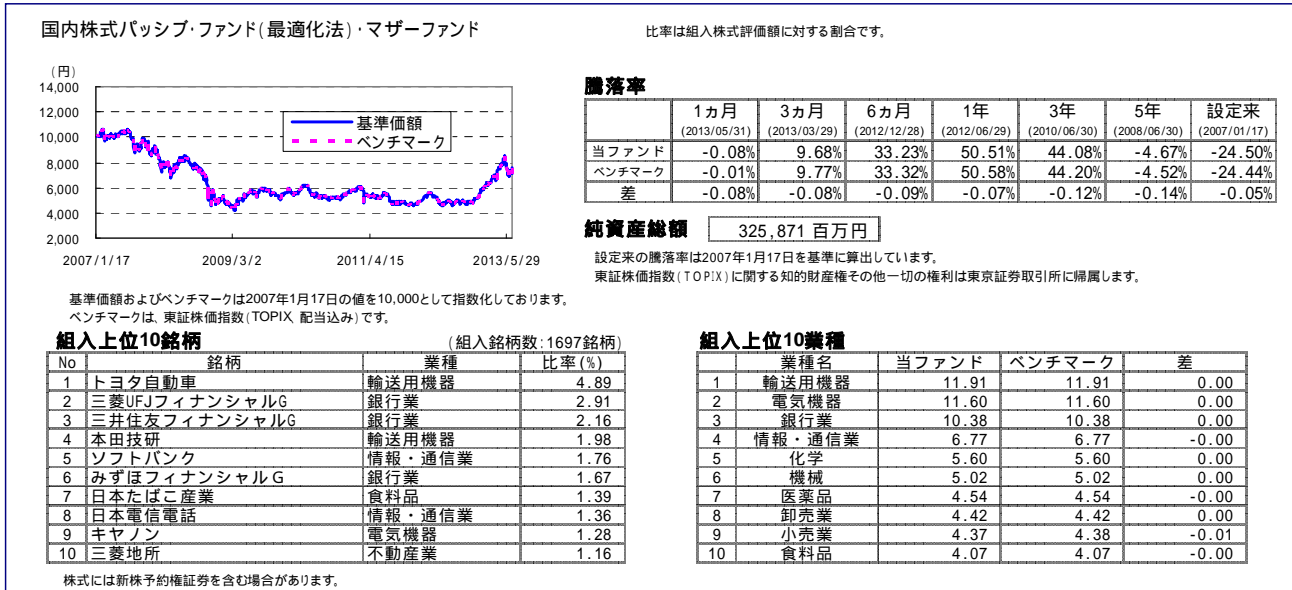 国内株式パッシブ・ファンド(最適化法)・マザーファンド
比率は組入株式評価額に対する割合です。
(円)
14,000
12,000
10,000
8,000
6,000
4,000
2,000
基準価額
ベンチマーク
2007/1/17 2009/3/2 2011/4/15 2013/5/29
基準価額およびベンチマークは2007年1月17日の値を10,000として指数化しております。
ベンチマークは、東証株価指数(TOPIX、配当込み)です。
騰落率
1ヵ月 3ヵ月 6ヵ月 1年 3年 5年 設定来
(2013/05/31) (2013/03/29) (2012/12/28) (2012/06/29) (2010/06/30) (2008/06/30) (2007/01/17)
当ファンド -0.08% 9.68% 33.23% 50.51% 44.08% -4.67% -24.50%
ベンチマーク -0.01% 9.77% 33.32% 50.58% 44.20% -4.52% -24.44%
差 -0.08% -0.08% -0.09% -0.07% -0.12% -0.14% -0.05%
純資産総額 325,871 百万円
設定来の騰落率は2007年1月17日を基準に算出しています。
東証株価指数(TOPIX)に関する知的財産権その他一切の権利は東京証券取引所に帰属します。
組入上位10銘柄 (組入銘柄数:1697銘柄)
No 銘柄 業種 比率(%)
1 トヨタ自動車 輸送用機器 4.89
2 三菱UFJフィナンシャルG 銀行業 2.91
3 三井住友フィナンシャルG 銀行業 2.16
4 本田技研 輸送用機器 1.98
5 ソフトバンク 情報・通信業 1.76
6 みずほフィナンシャルG 銀行業 1.67
7 日本たばこ産業 食料品 1.39
8 日本電信電話 情報・通信業 1.36
9 キヤノン 電気機器 1.28
10 三菱地所 不動産業 1.16
株式には新株予約権証券を含む場合があります。
組入上位10業種
業種名 当ファンド ベンチマーク 差
1 輸送用機器 11.91 11.91 0.00
2 電気機器 11.60 11.60 0.00
3 銀行業 10.38 10.38 0.00
4 情報・通信業 6.77 6.77 -0.00
5 化学 5.60 5.60 0.00
6 機械 5.02 5.02 0.00
7 医薬品 4.54 4.54 -0.00
8 卸売業 4.42 4.42 0.00
9 小売業 4.37 4.38 -0.01
10 食料品 4.07 4.07 -0.00